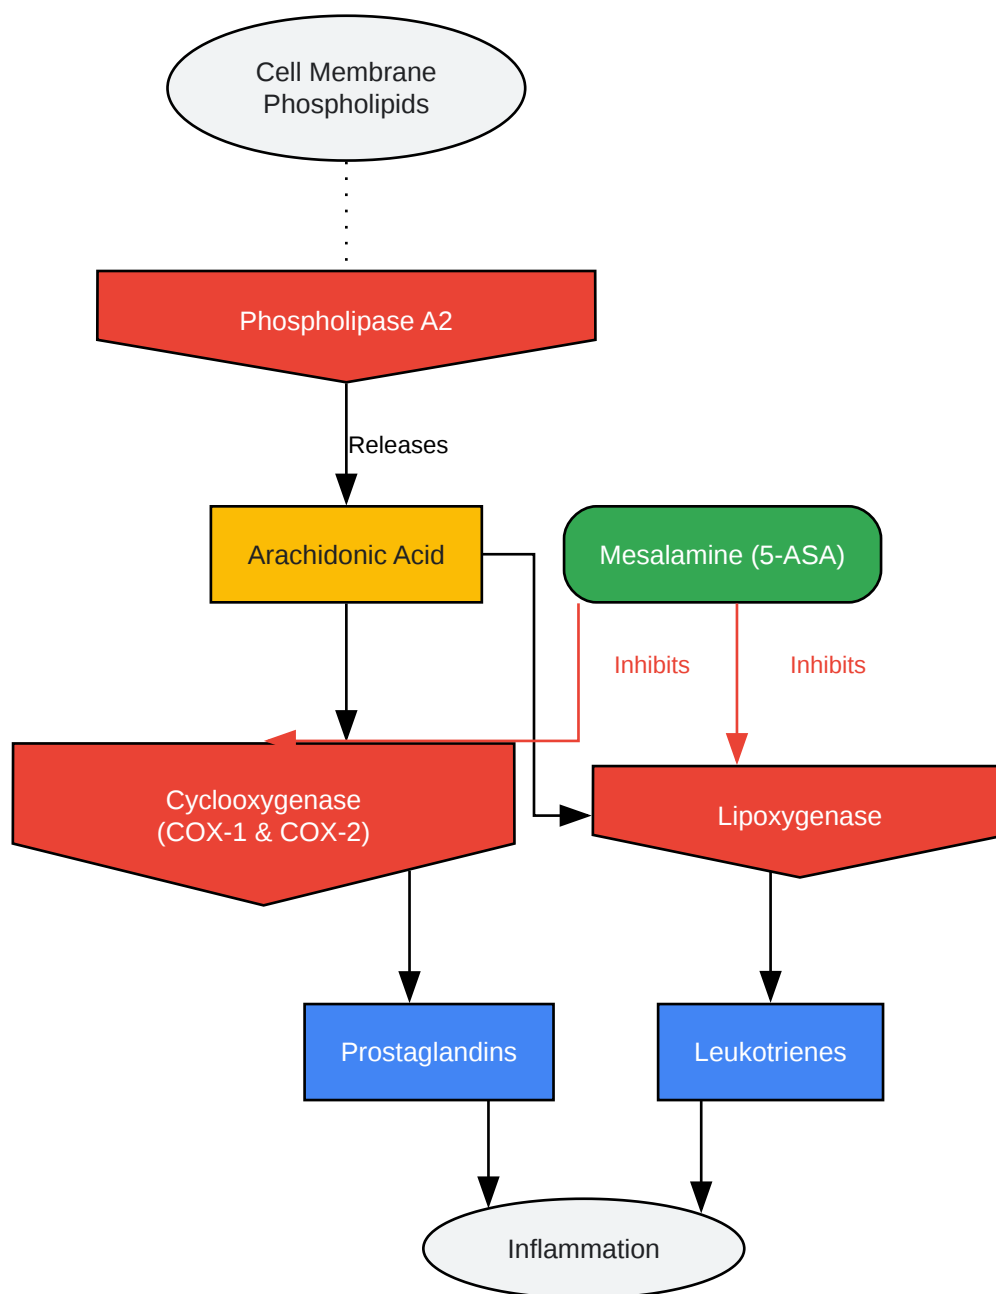 Cell Membrane
Phospholipids
Phospholipase A2
Releases
Arachidonic Acid
Mesalamine (5-ASA)
Inhibits
Inhibits
Cyclooxygenase
(COX-1 & COX-2)
Lipoxygenase
Prostaglandins
Leukotrienes
Inflammation